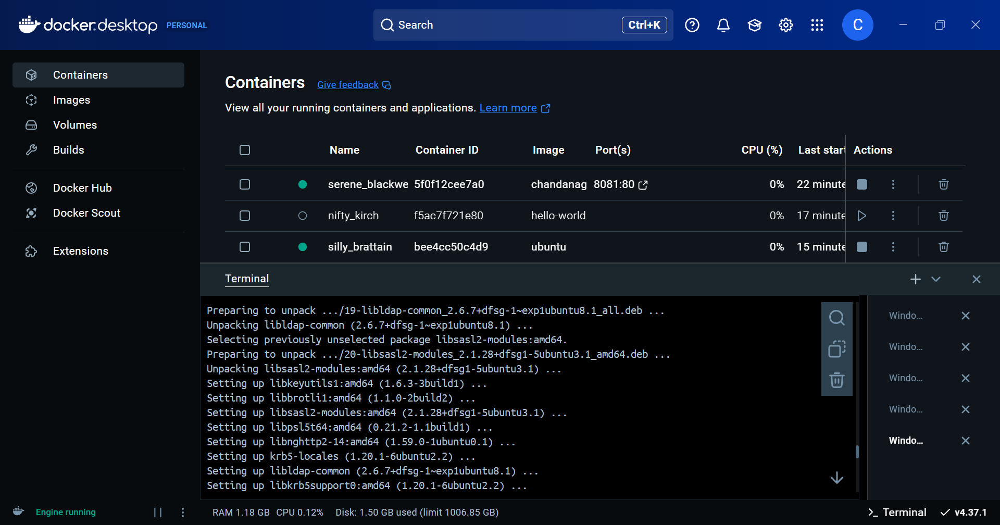 docker. desktop PERSONAL
Search Ctrl+K
C
Containers
Images
Volumes
Builds
Docker Hub
Docker Scout
Extensions
Containers Give feedback
View all your running containers and applications. Learn more
Name Container ID Image Port(s) CPU (%) Last start Actions
serene_blackwe 5f0f12cee7a0 chandanag 8081:80 0% 22 minute
nifty_kirch f5ac7f721e80 hello-world 0% 17 minute
silly_brattain bee4cc50c4d9 ubuntu 0% 15 minute
Terminal
Preparing to unpack .../19-libldap-common_2.6.7+dfsg-1~exp1ubuntu8.1_all.deb ...
Unpacking libldap-common (2.6.7+dfsg-1~exp1ubuntu8.1) ...
Selecting previously unselected package libsasl2-modules:amd64.
Preparing to unpack .../20-libsasl2-modules_2.1.28+dfsg1-5ubuntu3.1_amd64.deb ...
Unpacking libsasl2-modules:amd64 (2.1.28+dfsg1-5ubuntu3.1) ...
Setting up libkeyutils1:amd64 (1.6.3-3build1) ...
Setting up libbrotli1:amd64 (1.1.0-2build2) ...
Setting up libsasl2-modules:amd64 (2.1.28+dfsg1-5ubuntu3.1) ...
Setting up libpsl5t64:amd64 (0.21.2-1.1build1) ...
Setting up libnghttp2-14:amd64 (1.59.0-1ubuntu0.1) ...
Setting up krb5-locales (1.20.1-6ubuntu2.2) ...
Setting up libldap-common (2.6.7+dfsg-1~exp1ubuntu8.1) ...
Setting up libkrb5support0:amd64 (1.20.1-6ubuntu2.2) ...
Windo...
Windo...
Windo...
Windo...
Windo...
Engine running
RAM 1.18 GB CPU 0.12% Disk: 1.50 GB used (limit 1006.85 GB)
Terminal v4.37.1